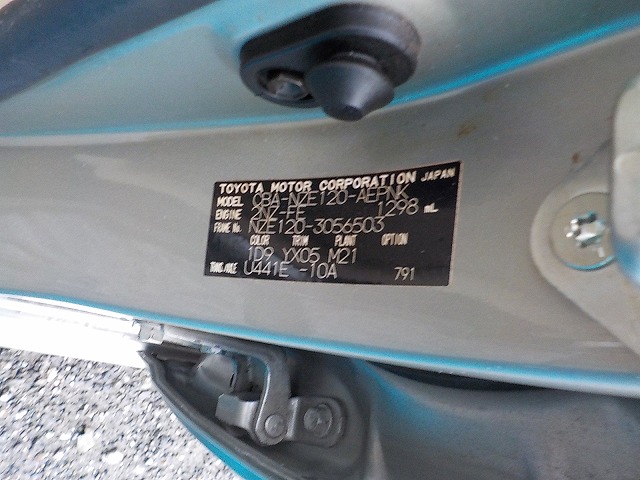 TOYOTA MOTOR CORPORATION JAPAN
MODEL CBA-NZE120-AEPNK
ENGINE 2NZ-FE 1298 mL
FRAME No. NZE120-3056503
COLOR TRIM PLANT OPTION
1D9 YX05 M21
TRANS/AXLE U441E -10A 791